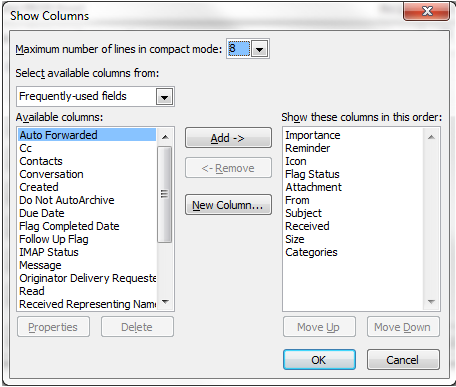 Show Columns
Maximum number of lines in compact mode: 8
Select available columns from:
Frequently-used fields
Available columns:
Auto Forwarded
Cc
Contacts
Conversation
Created
Do Not AutoArchive
Due Date
Flag Completed Date
Follow Up Flag
IMAP Status
Message
Originator Delivery Requeste
Read
Received Representing Name
Properties
Delete
Add ->
<- Remove
New Column...
Show these columns in this order:
Importance
Reminder
Icon
Flag Status
Attachment
From
Subject
Received
Size
Categories
Move Up
Move Down
OK
Cancel